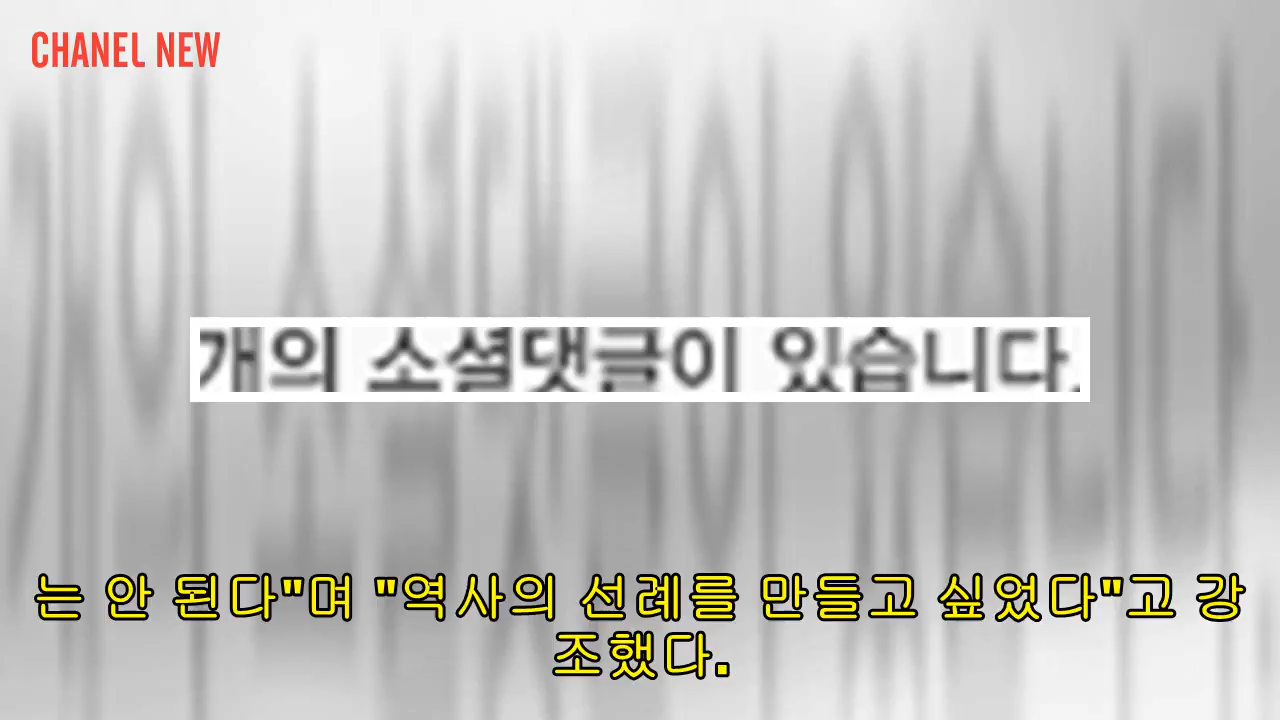 CHANEL NEW
개의 소셜댓글이 있습니다.
는 안 된다"며 "역사의 선례를 만들고 싶었다"고 강
조했다.